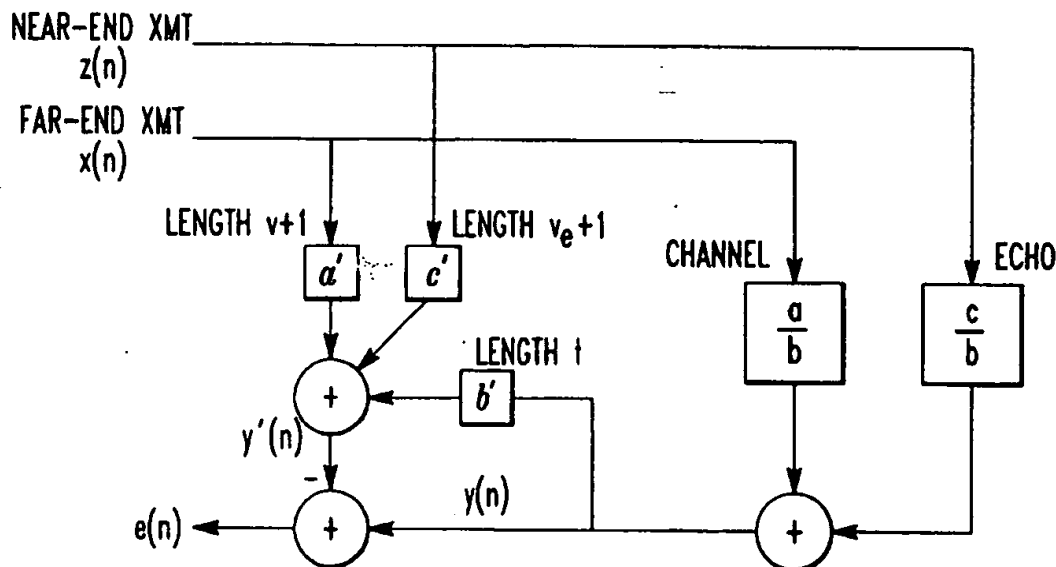 NEAR-END XMT
z(n)
FAR-END XMT
x(n)
LENGTH v+1
LENGTH vₑ+1
a'
c'
CHANNEL
ECHO
a
b
c
b
LENGTH t
b'
+
y'(n)
−
+
y(n)
e(n)
+